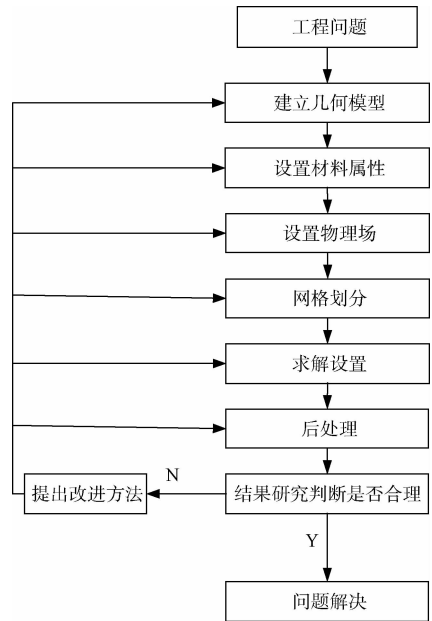 工程问题
建立几何模型
设置材料属性
设置物理场
网格划分
求解设置
后处理
提出改进方法
N
结果研究判断是否合理
Y
问题解决